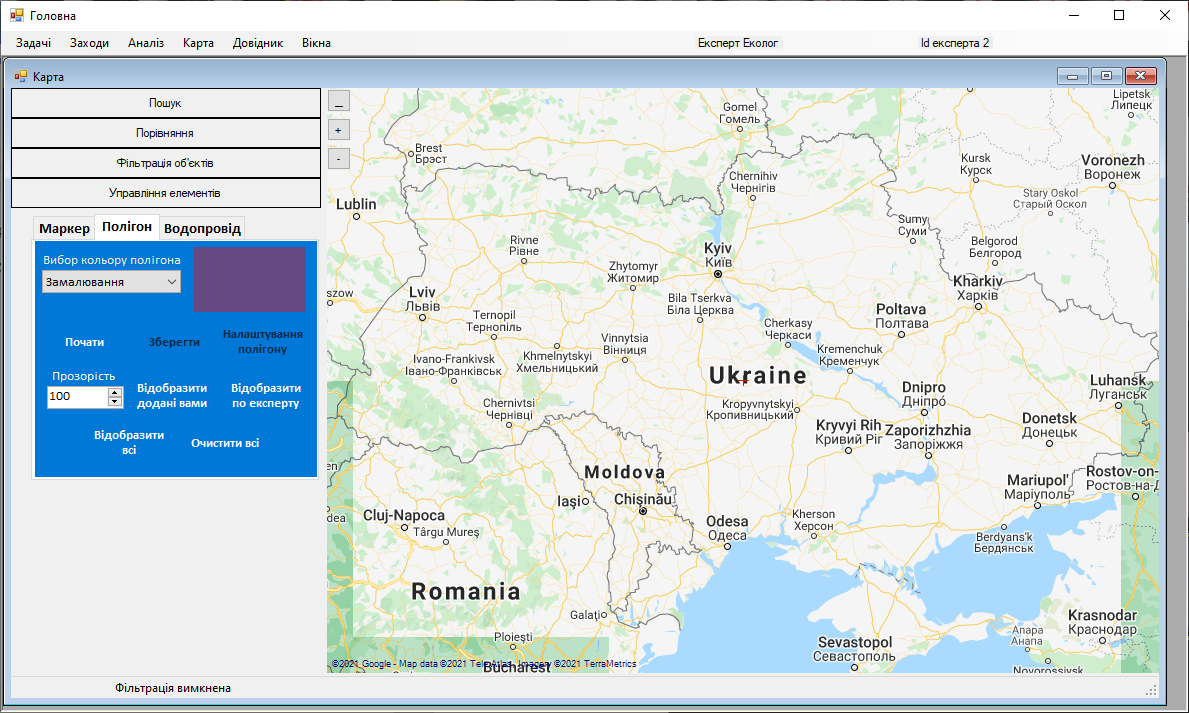 Головна
Задачі Заходи Аналіз Карта Довідник Вікна Експерт Еколог Id експерта 2
Карта
Пошук
Порівняння
Фільтрація об'єктів
Управління елементів
Маркер Полігон Водопровід
Вибор кольору полігона
Замалювання
Почати
Зберегти
Налаштування
полігону
Прозорість
100
Відобразити
додані вами
Відобразити
по експерту
Відобразити
всі
Очистити всі
_
+
-
Gomel
Гомель
Lipetsk
Липецк
Brest
Брэст
Kursk
Курск
Voronezh
Воронеж
Chernihiv
Чернігів
Stary Oskol
Старый Оскол
Lublin
Sumy
Суми
Rivne
Рівне
Kyiv
Київ
Belgorod
Белгород
Zhytomyr
Житомир
Kharkiv
Харків
szow
Lviv
Львів
Bila Tserkva
Біла Церква
Poltava
Полтава
Ternopil
Тернопіль
Cherkasy
Черкаси
Vinnytsia
Вінниця
Khmelnytskyi
Хмельницький
Kremenchuk
Кременчук
Ivano-Frankivsk
Івано-Франківськ
Ukraine
Luhansk
Луганськ
Dnipro
Дніпро́
Chernivtsi
Чернівці
Kropyvnytskyi
Кропивницький
Kryvyi Rih
Кривий Ріг
Zaporizhzhia
Запоріжжя
Donetsk
Донецьк
en
Moldova
Mariupol'
Маріуполь
Rostov-on-
Ростов-на-Д
Iași
Chișinău
dea
Cluj-Napoca
Târgu Mureș
Odesa
Одеса
Kherson
Херсон
Berdyans'k
Бердянськ
Romania
Galați
Krasnodar
Краснодар
Anapa
Анапа
Ploiești
Sevastopol
Севастополь
Bucharest
Novorossiysk
©2021 Google - Map data ©2021 Tele Atlas, Imagery ©2021 TerraMetrics
Фільтрація вимкнена